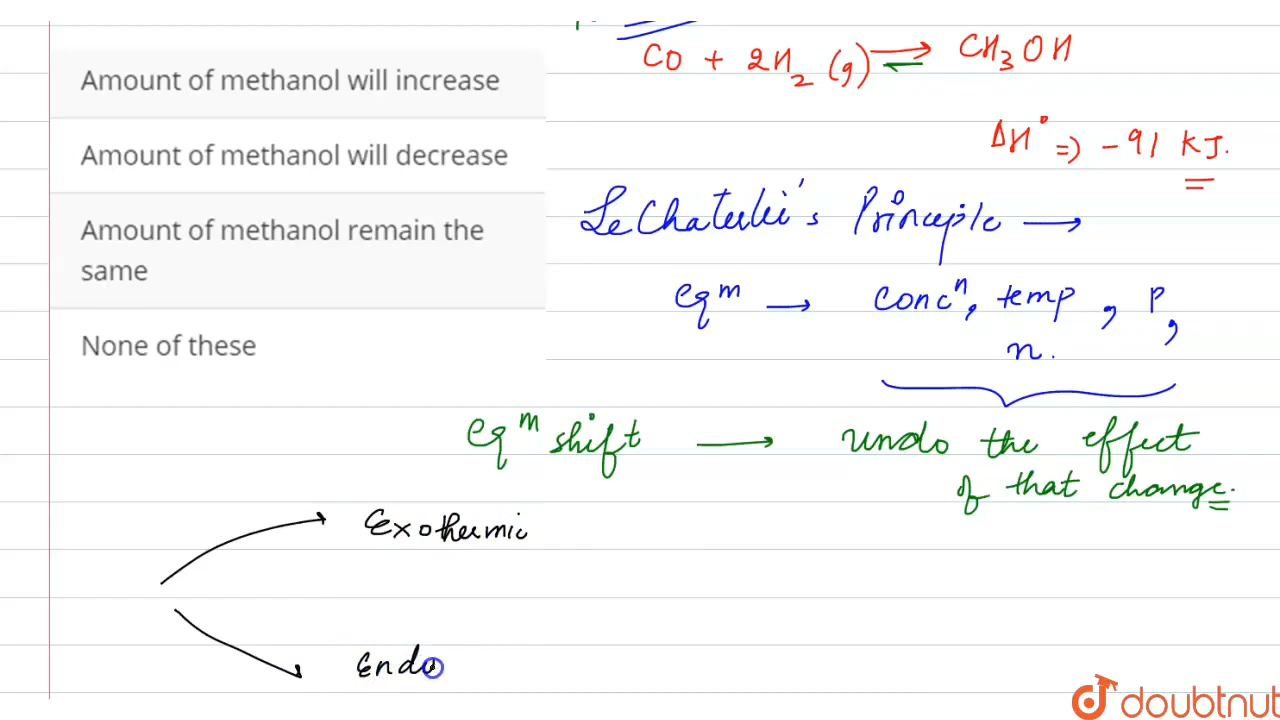 CO + 2H2 (g) ⇌ CH3OH
Amount of methanol will increase
ΔH° => -91 KJ.
Amount of methanol will decrease
Le Chaterlie's Principle →
Amount of methanol remain the
same
eqm → concn, temp, P,
n.
None of these
eqm shift → undo the effect
of that change.
Exothermic
Endo
doubtnut